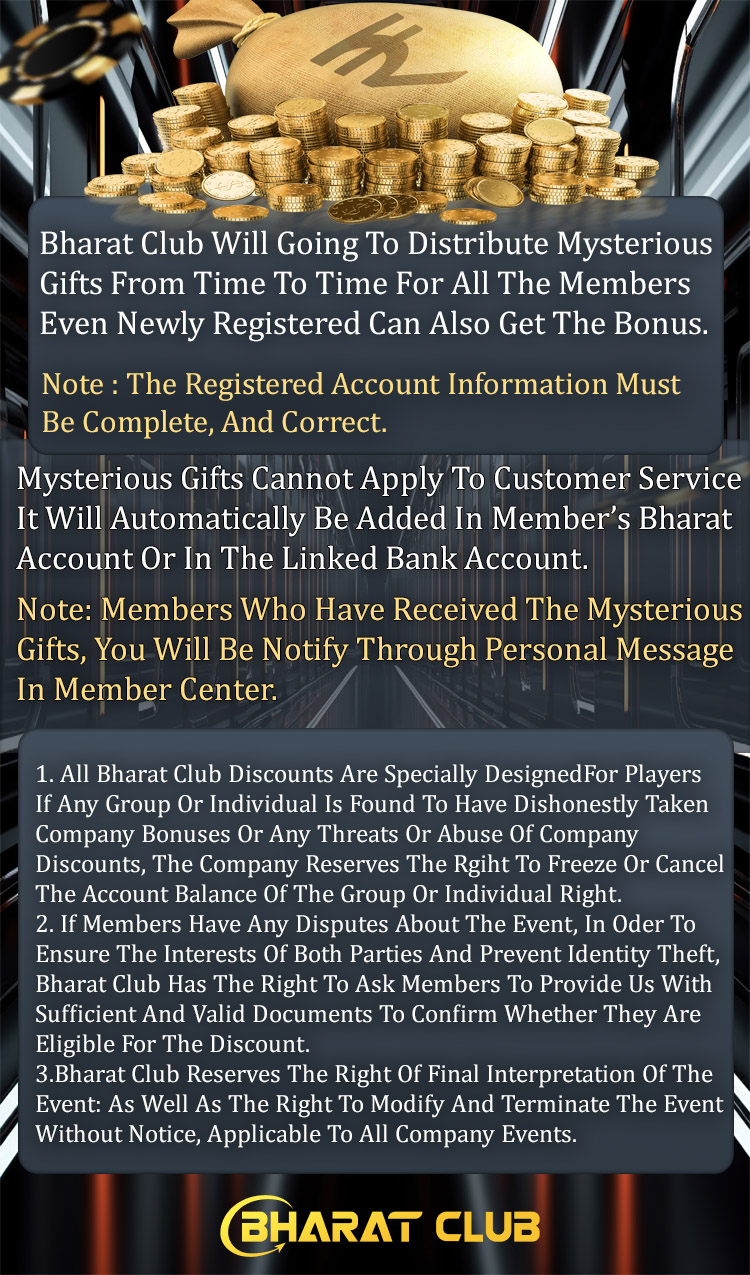 Bharat Club Will Going To Distribute Mysterious
Gifts From Time To Time For All The Members
Even Newly Registered Can Also Get The Bonus.
Note : The Registered Account Information Must
Be Complete, And Correct.
Mysterious Gifts Cannot Apply To Customer Service
It Will Automatically Be Added In Member’s Bharat
Account Or In The Linked Bank Account.
Note: Members Who Have Received The Mysterious
Gifts, You Will Be Notify Through Personal Message
In Member Center.
1. All Bharat Club Discounts Are Specially DesignedFor Players
If Any Group Or Individual Is Found To Have Dishonestly Taken
Company Bonuses Or Any Threats Or Abuse Of Company
Discounts, The Company Reserves The Rgiht To Freeze Or Cancel
The Account Balance Of The Group Or Individual Right.
2. If Members Have Any Disputes About The Event, In Oder To
Ensure The Interests Of Both Parties And Prevent Identity Theft,
Bharat Club Has The Right To Ask Members To Provide Us With
Sufficient And Valid Documents To Confirm Whether They Are
Eligible For The Discount.
3.Bharat Club Reserves The Right Of Final Interpretation Of The
Event: As Well As The Right To Modify And Terminate The Event
Without Notice, Applicable To All Company Events.
BHARAT CLUB